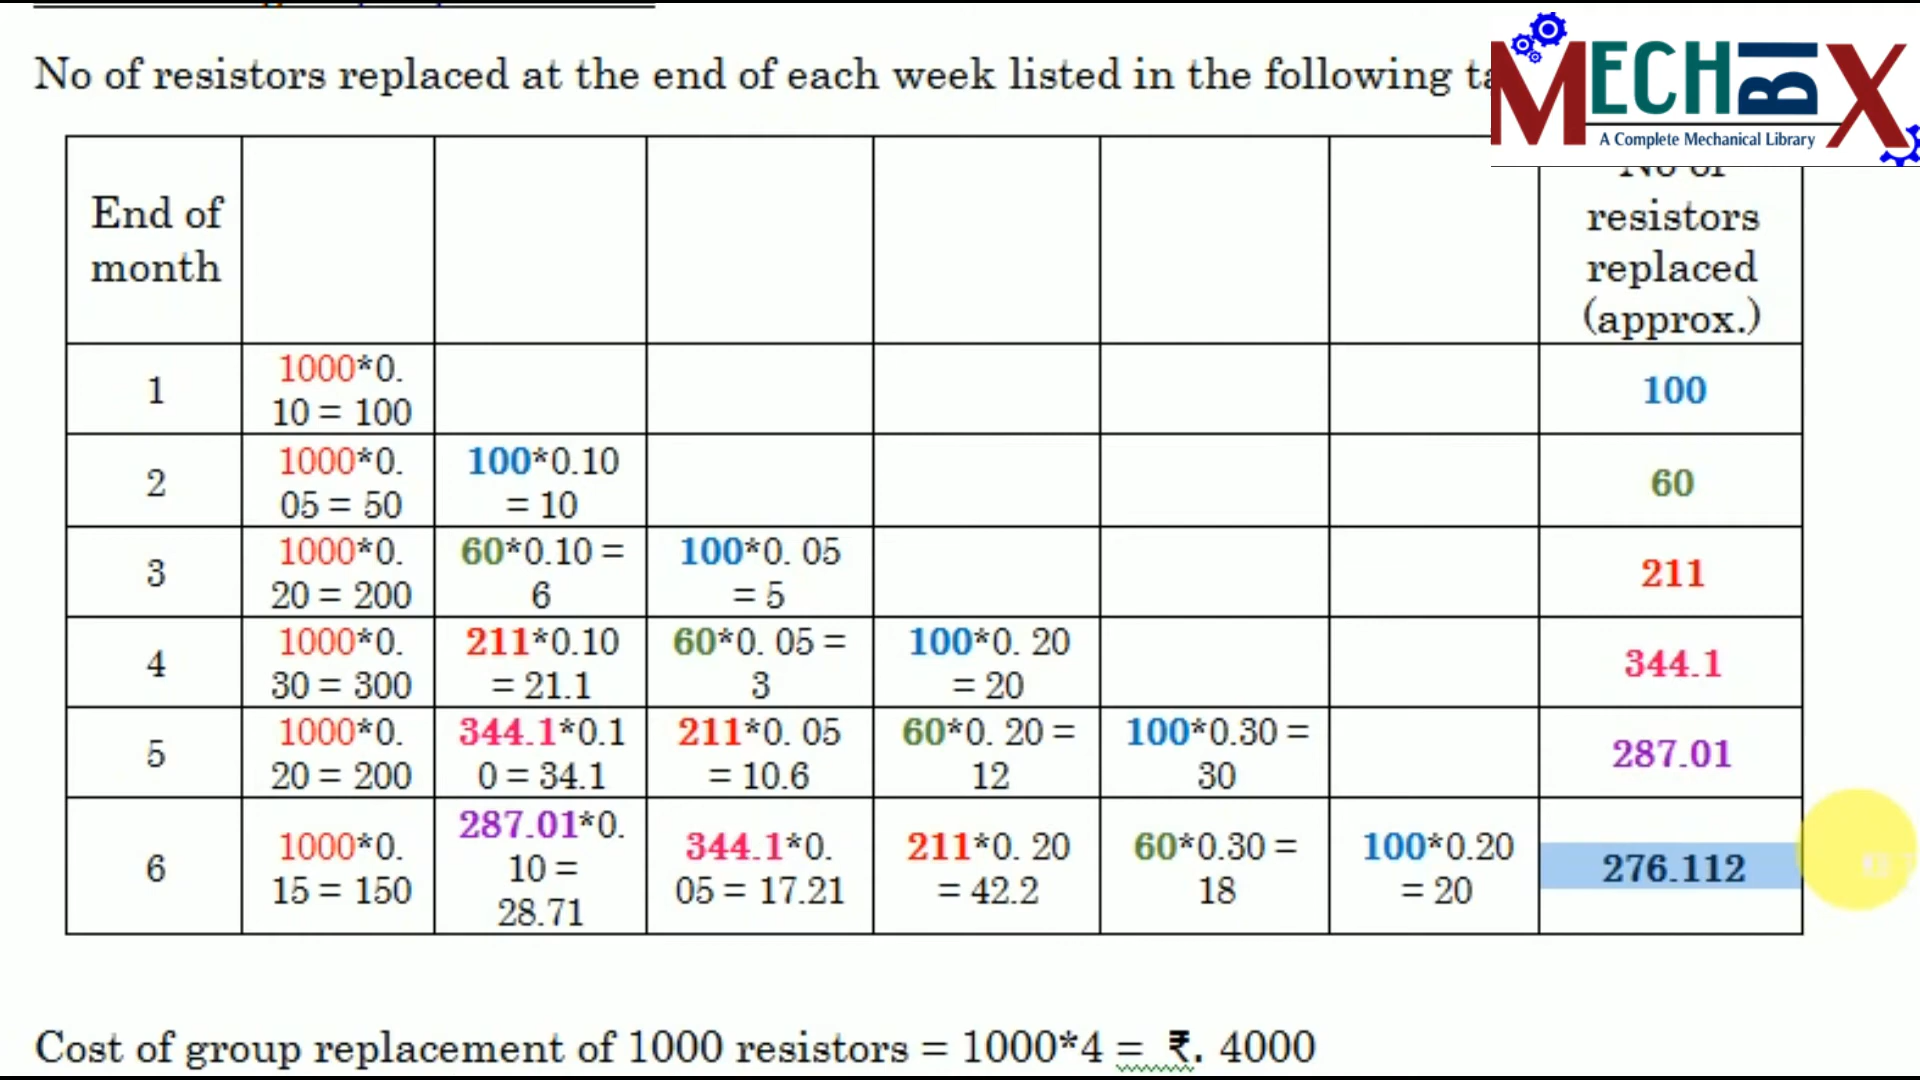 No of resistors replaced at the end of each week listed in the following
MECHBIX
A Complete Mechanical Library
End of
month
No of
resistors
replaced
(approx.)
1
1000*0.
10 = 100
100
2
1000*0.
05 = 50
100*0.10
= 10
60
3
1000*0.
20 = 200
60*0.10 =
6
100*0. 05
= 5
211
4
1000*0.
30 = 300
211*0.10
= 21.1
60*0. 05 =
3
100*0. 20
= 20
344.1
5
1000*0.
20 = 200
344.1*0.1
0 = 34.1
211*0. 05
= 10.6
60*0. 20 =
12
100*0.30 =
30
287.01
6
1000*0.
15 = 150
287.01*0.
10 =
28.71
344.1*0.
05 = 17.21
211*0. 20
= 42.2
60*0.30 =
18
100*0.20
= 20
276.112
Cost of group replacement of 1000 resistors = 1000*4 = ₹. 4000